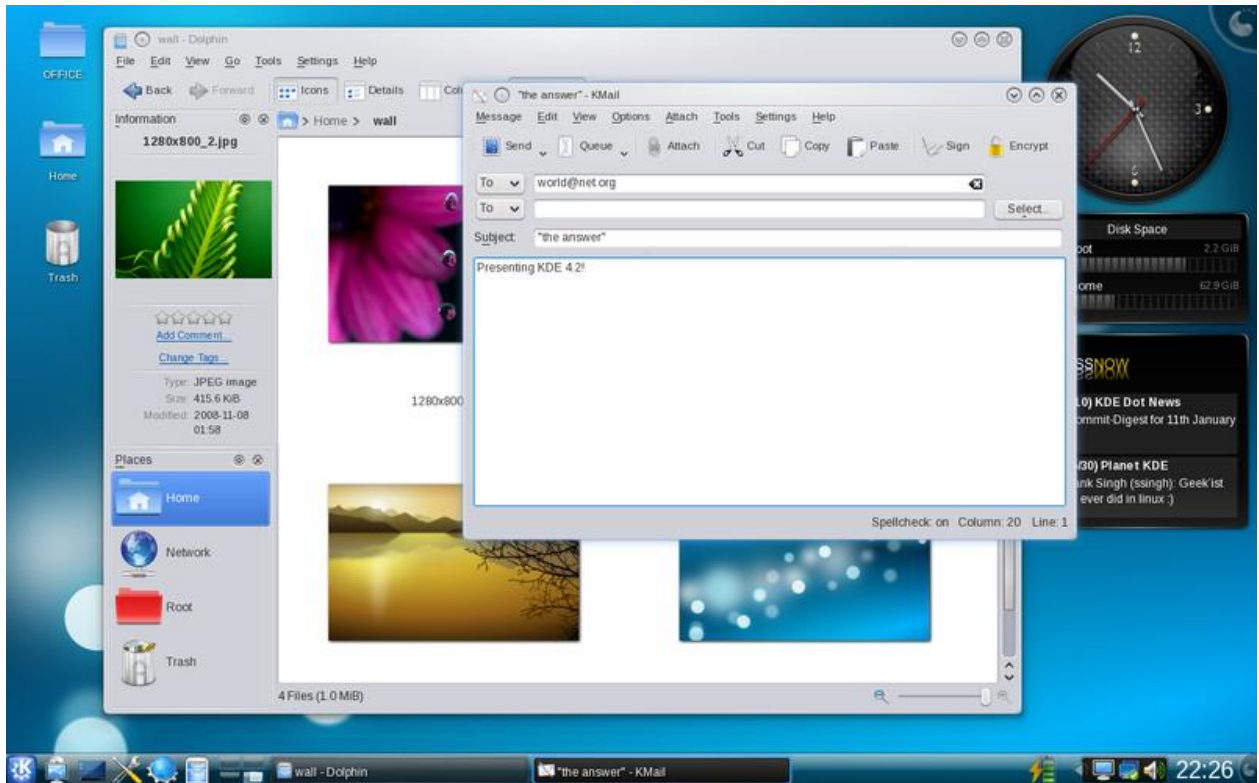 OFFICE
Home
Trash
wall - Dolphin
File Edit View Go Tools Settings Help
Back Forward Icons Details
Information
> Home > wall
1280x800_2.jpg
Add Comment...
Change Tags...
Type: JPEG image
Size: 415.6 KiB
Modified: 2008-11-08
01:58
1280x800
Places
Home
Network
Root
Trash
4 Files (1.0 MiB)
"the answer" - KMail
Message Edit View Options Attach Tools Settings Help
Send Queue Attach Cut Copy Paste Sign Encrypt
To world@net.org
To Select...
Subject: "the answer"
Presenting KDE 4.2!
Spellcheck: on Column: 20 Line: 1
12
3
6
Disk Space
2.2 GiB
62.9 GiB
NOW
KDE Dot News
for 11th January
/30) Planet KDE
Singh (ssingh): Geek'ist
ever did in linux :)
wall - Dolphin
"the answer" - KMail
22:26